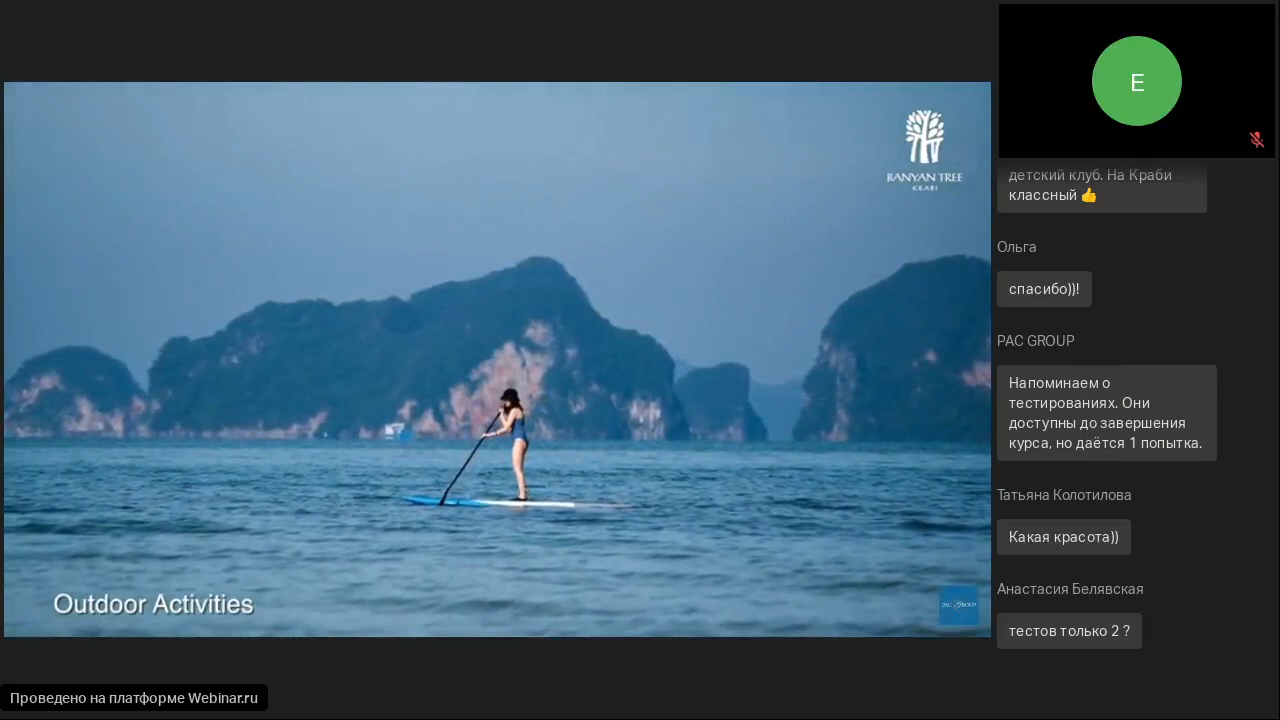 BANYAN TREE
KRABI
Outdoor Activities
PAC GROUP
E
детский клуб. На Краби
классный 👍
Ольга
спасибо))!
PAC GROUP
Напоминаем о
тестированиях. Они
доступны до завершения
курса, но даётся 1 попытка.
Татьяна Колотилова
Какая красота))
Анастасия Белявская
тестов только 2 ?
Проведено на платформе Webinar.ru